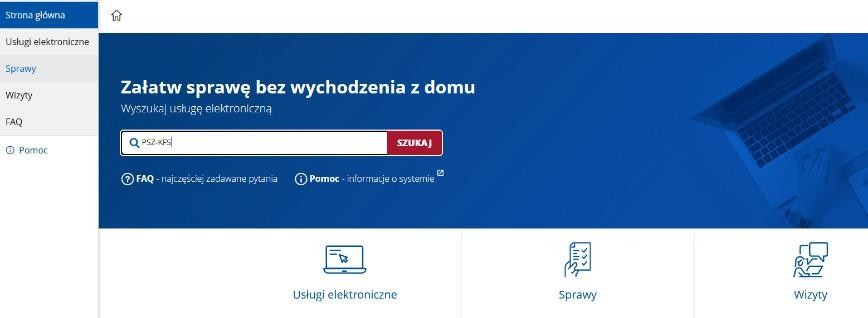 Strona główna
Usługi elektroniczne
Sprawy
Wizyty
FAQ
Pomoc
Załatw sprawę bez wychodzenia z domu
Wyszukaj usługę elektroniczną
PSZ-KFS
SZUKAJ
FAQ - najczęściej zadawane pytania
Pomoc - informacje o systemie
Usługi elektroniczne
Sprawy
Wizyty